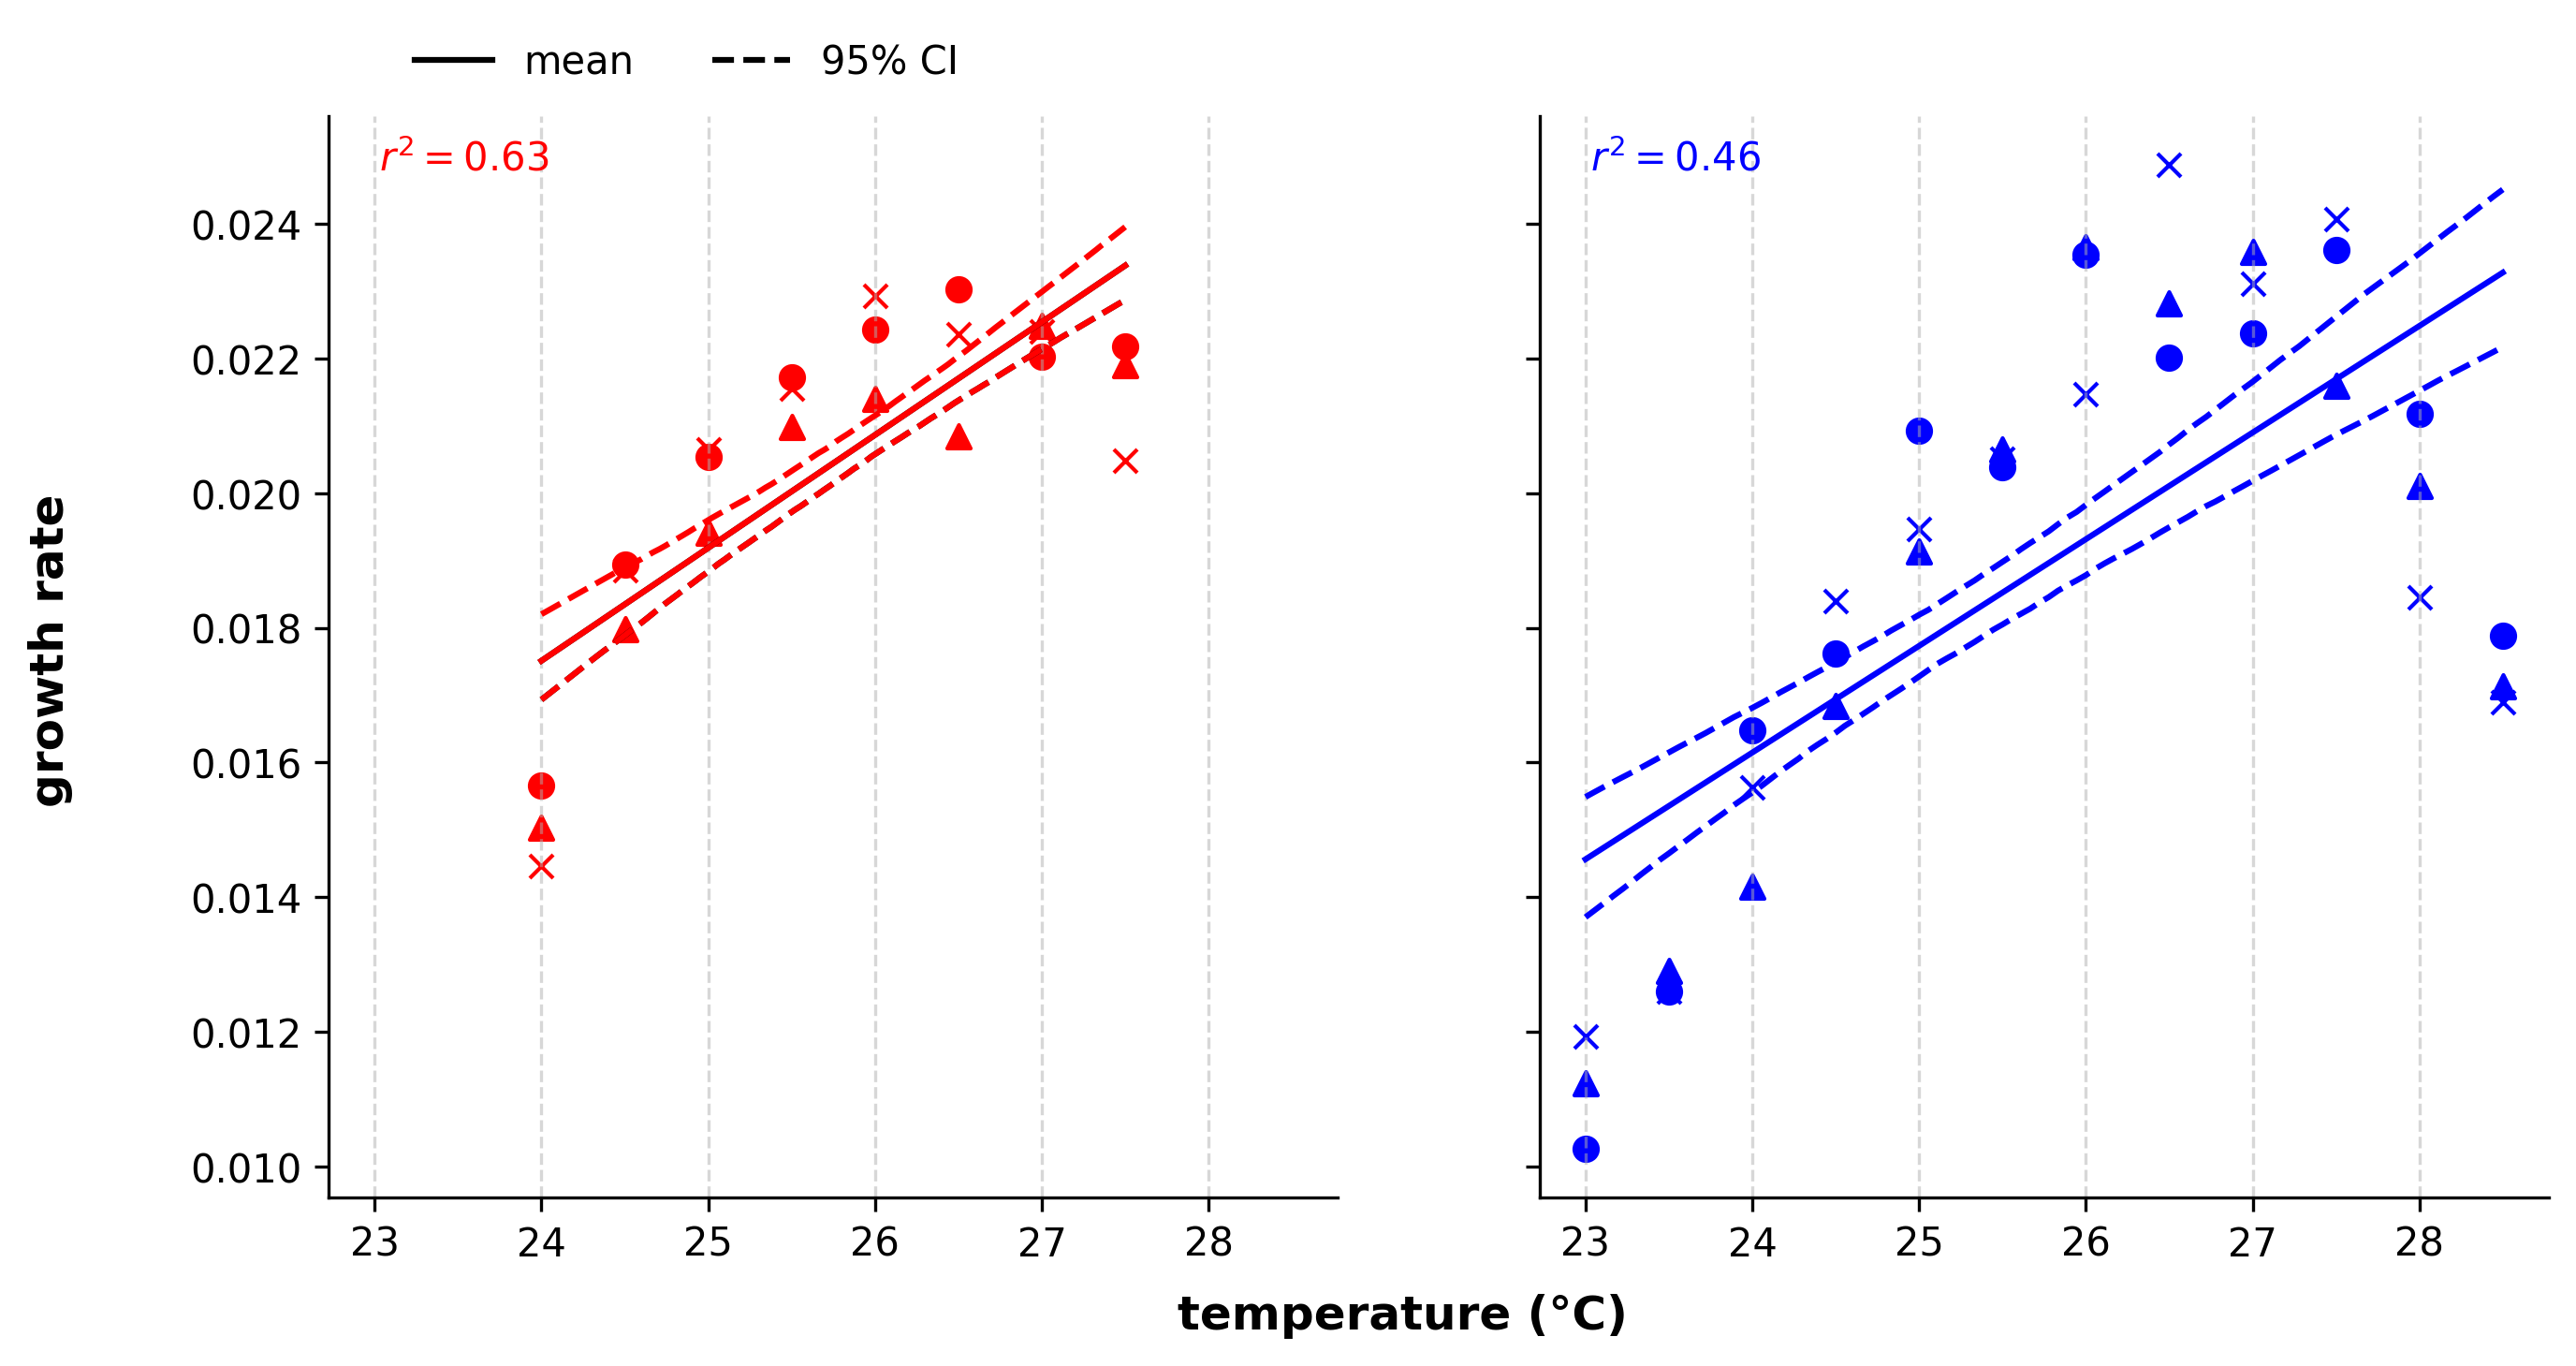 mean 95% CI
r² = 0.63
r² = 0.46
growth rate
0.024
0.022
0.020
0.018
0.016
0.014
0.012
0.010
23 24 25 26 27 28
23 24 25 26 27 28
temperature (°C)